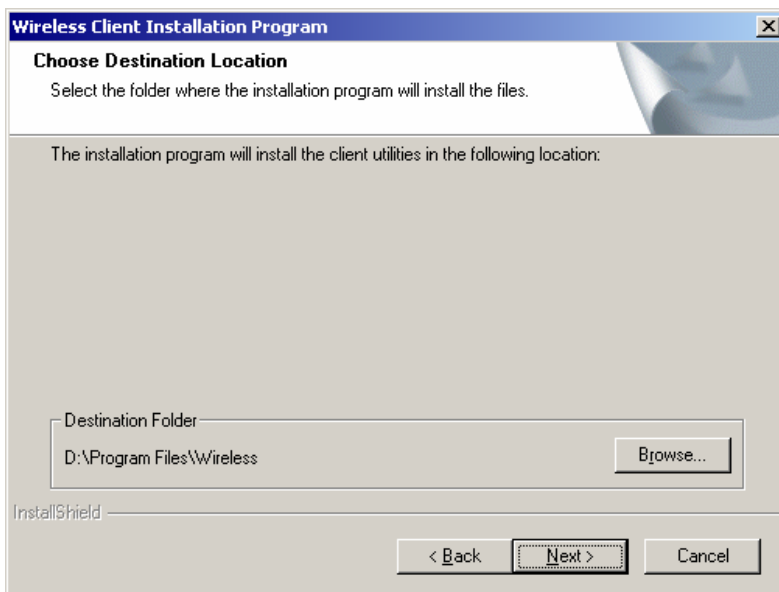 Wireless Client Installation Program
Choose Destination Location
Select the folder where the installation program will install the files.
The installation program will install the client utilities in the following location:
Destination Folder
D:\Program Files\Wireless
Browse...
InstallShield
< Back
Next >
Cancel